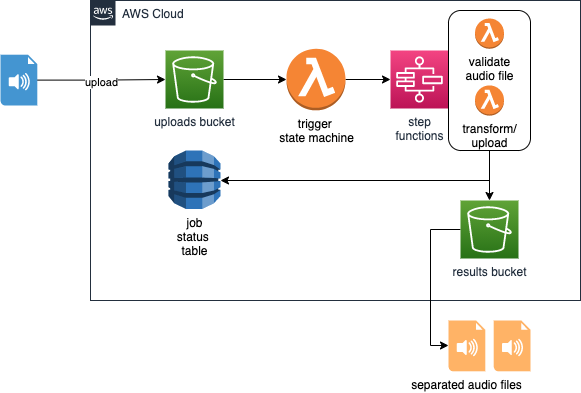 aws
AWS Cloud
upload
uploads bucket
trigger
state machine
step
functions
validate
audio file
transform/
upload
job
status
table
results bucket
separated audio files